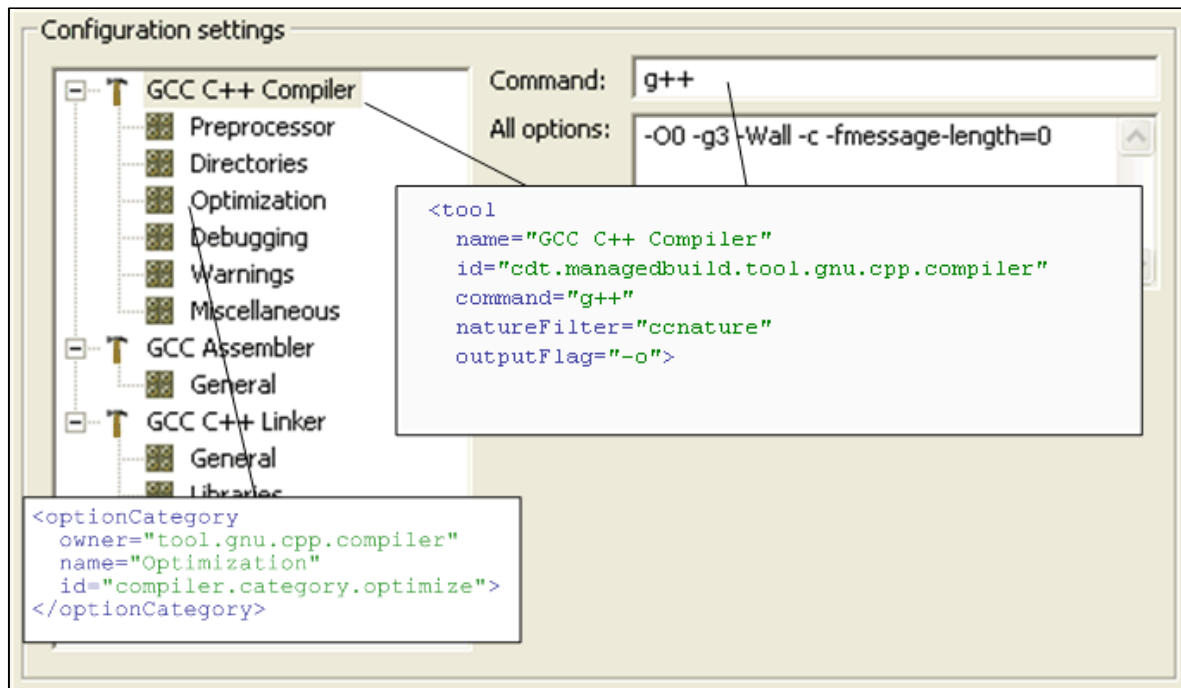 Configuration settings
GCC C++ Compiler
Preprocessor
Directories
Optimization
Debugging
Warnings
Miscellaneous
GCC Assembler
General
GCC C++ Linker
General
Libraries
Command:
g++
All options:
-O0 -g3 -Wall -c -fmessage-length=0
<tool
name="GCC C++ Compiler"
id="cdt.managedbuild.tool.gnu.cpp.compiler"
command="g++"
natureFilter="ccnature"
outputFlag="-o">
<optionCategory
owner="tool.gnu.cpp.compiler"
name="Optimization"
id="compiler.category.optimize">
</optionCategory>